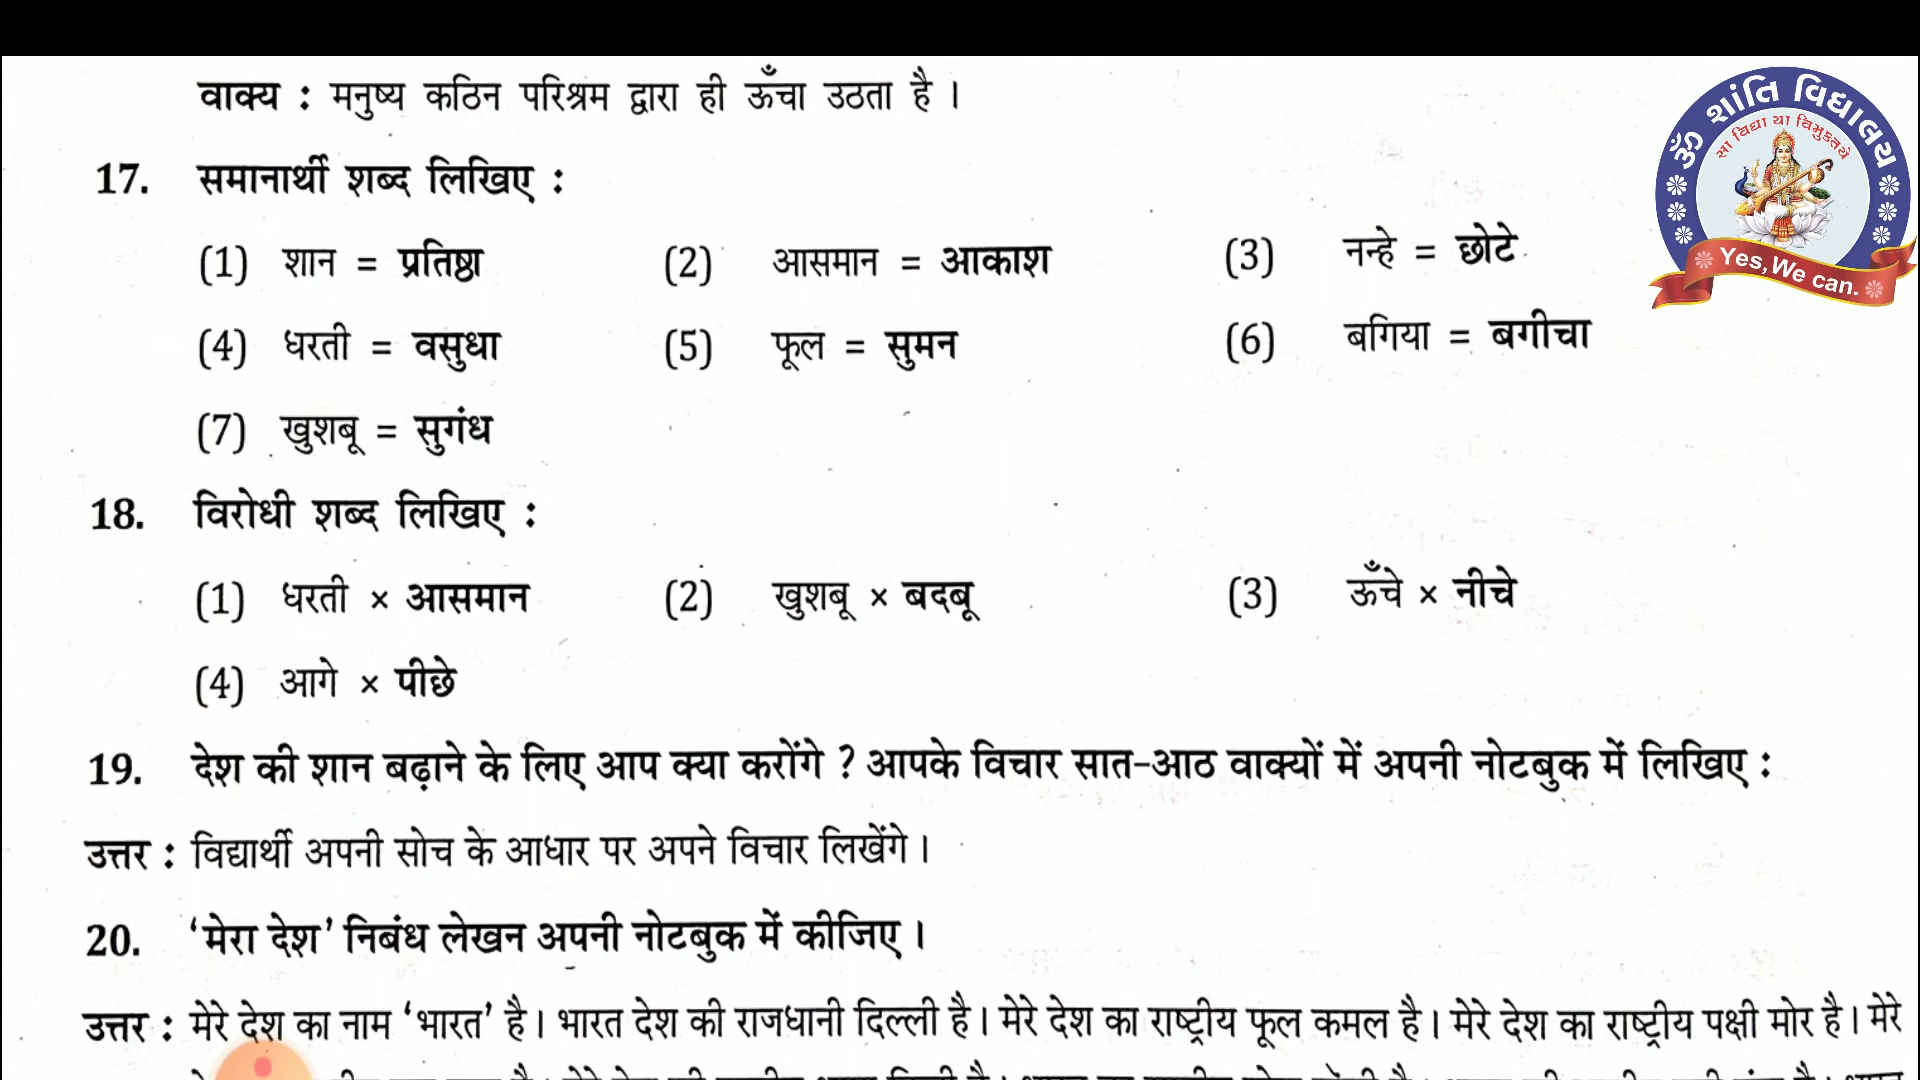 वाक्य : मनुष्य कठिन परिश्रम द्वारा ही ऊँचा उठता है ।
ॐ शांति विद्यालय
सा विद्या या विमुक्तये
Yes, We can.
17. समानार्थी शब्द लिखिए :
(1) शान = प्रतिष्ठा (2) आसमान = आकाश (3) नन्हे = छोटे
(4) धरती = वसुधा (5) फूल = सुमन (6) बगिया = बगीचा
(7) खुशबू = सुगंध
18. विरोधी शब्द लिखिए :
(1) धरती × आसमान (2) खुशबू × बदबू (3) ऊँचे × नीचे
(4) आगे × पीछे
19. देश की शान बढ़ाने के लिए आप क्या करोंगे ? आपके विचार सात-आठ वाक्यों में अपनी नोटबुक में लिखिए :
उत्तर : विद्यार्थी अपनी सोच के आधार पर अपने विचार लिखेंगे ।
20. ‘मेरा देश’ निबंध लेखन अपनी नोटबुक में कीजिए ।
उत्तर : मेरे देश का नाम ‘भारत’ है । भारत देश की राजधानी दिल्ली है । मेरे देश का राष्ट्रीय फूल कमल है । मेरे देश का राष्ट्रीय पक्षी मोर है । मेरे